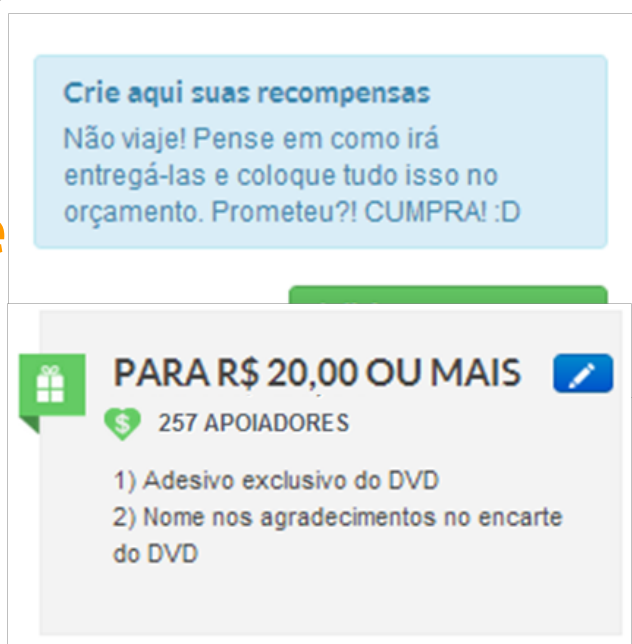 Crie aqui suas recompensas
Não viaje! Pense em como irá
entregá-las e coloque tudo isso no
orçamento. Prometeu?! CUMPRA! :D
e
PARA R$ 20,00 OU MAIS
$ 257 APOIADORES
1) Adesivo exclusivo do DVD
2) Nome nos agradecimentos no encarte
do DVD